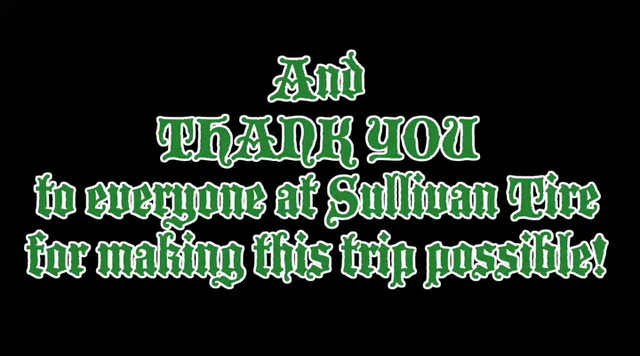 And
THANK YOU
to everyone at Sullivan Tire
for making this trip possible!